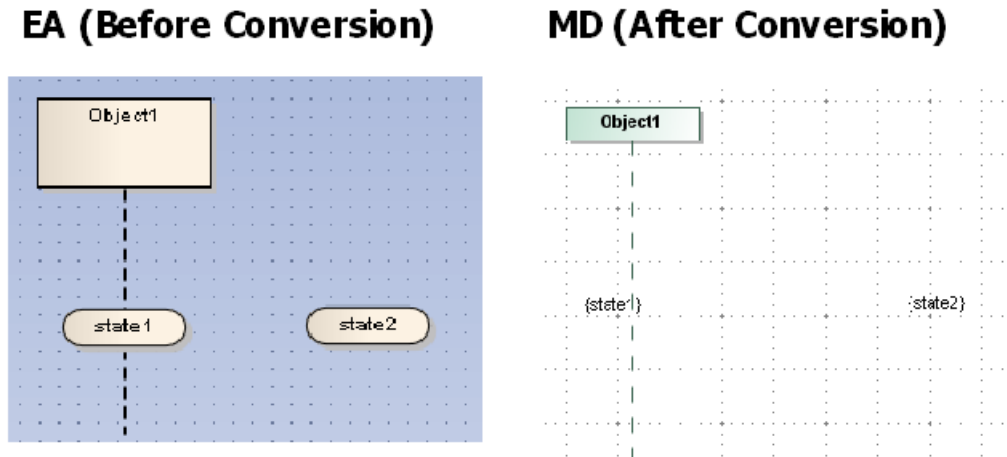 EA (Before Conversion)
MD (After Conversion)
Object1
state1
state2
Object1
{state1}
{state2}